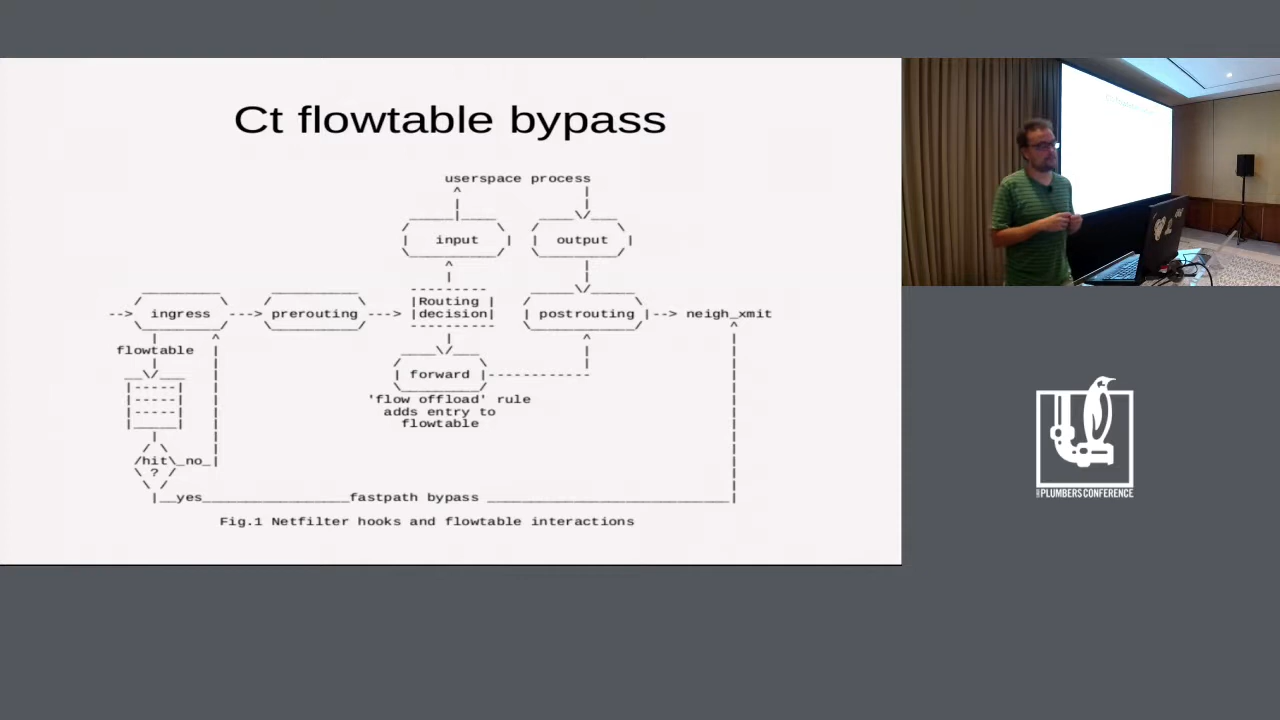 Ct flowtable bypass
userspace process
input
output
Routing
decision
--> ingress ---> prerouting --->
postrouting --> neigh_xmit
flowtable
forward
'flow offload' rule
adds entry to
flowtable
hit
?
no
yes
fastpath bypass
Fig.1 Netfilter hooks and flowtable interactions
PLUMBERS CONFERENCE